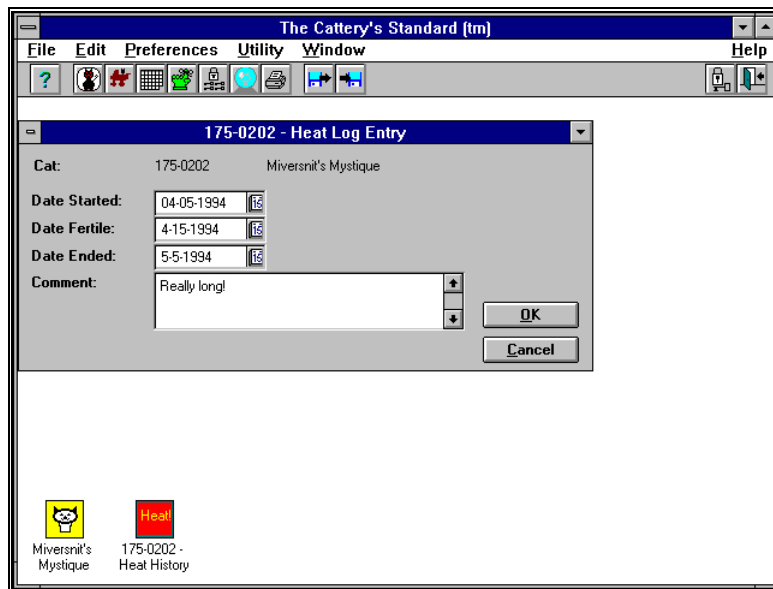 The Cattery's Standard (tm)
File Edit Preferences Utility Window Help
?
175-0202 - Heat Log Entry
Cat: 175-0202 Miversnit's Mystique
Date Started: 04-05-1994
Date Fertile: 4-15-1994
Date Ended: 5-5-1994
Comment: Really long!
OK
Cancel
Heat!
Miversnit's Mystique
175-0202 - Heat History